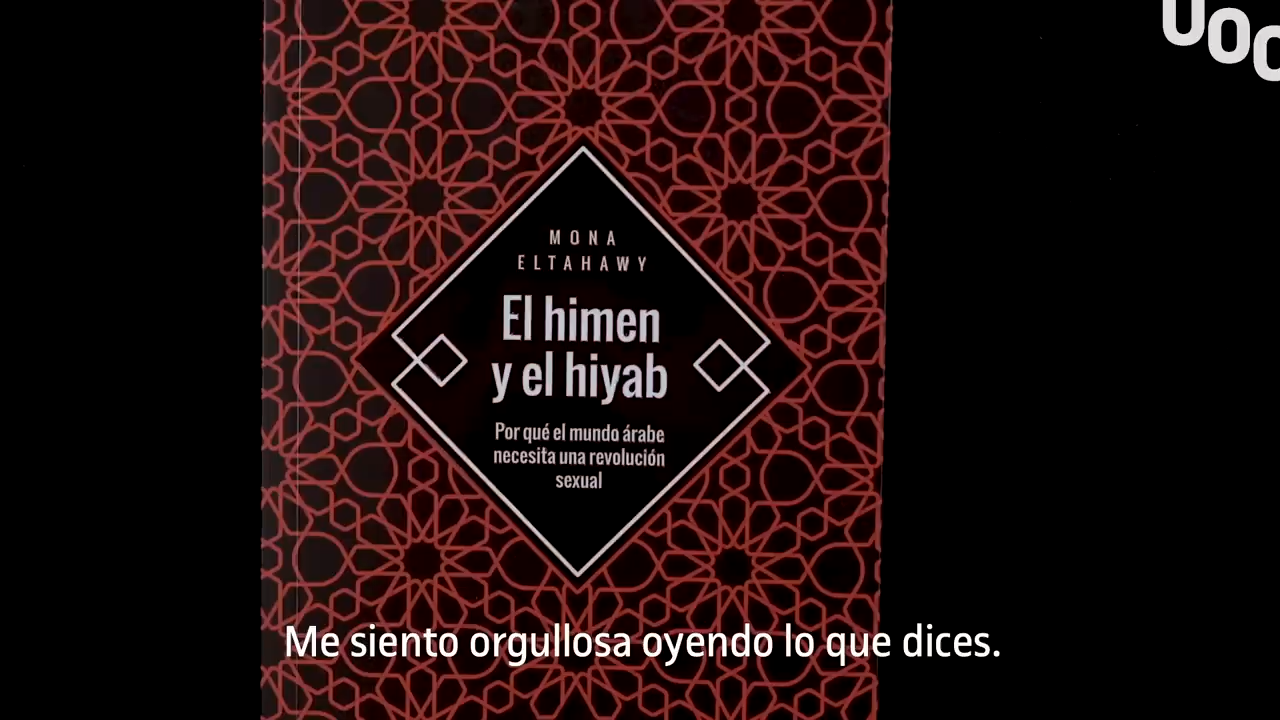 UOC
MONA
ELTAHAWY
El himen
y el hiyab
Por qué el mundo árabe
necesita una revolución
sexual
Me siento orgullosa oyendo lo que dices.